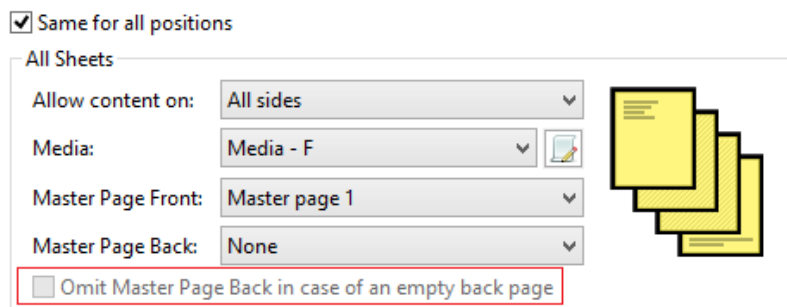 Same for all positions
All Sheets
Allow content on: All sides
Media: Media - F
Master Page Front: Master page 1
Master Page Back: None
Omit Master Page Back in case of an empty back page